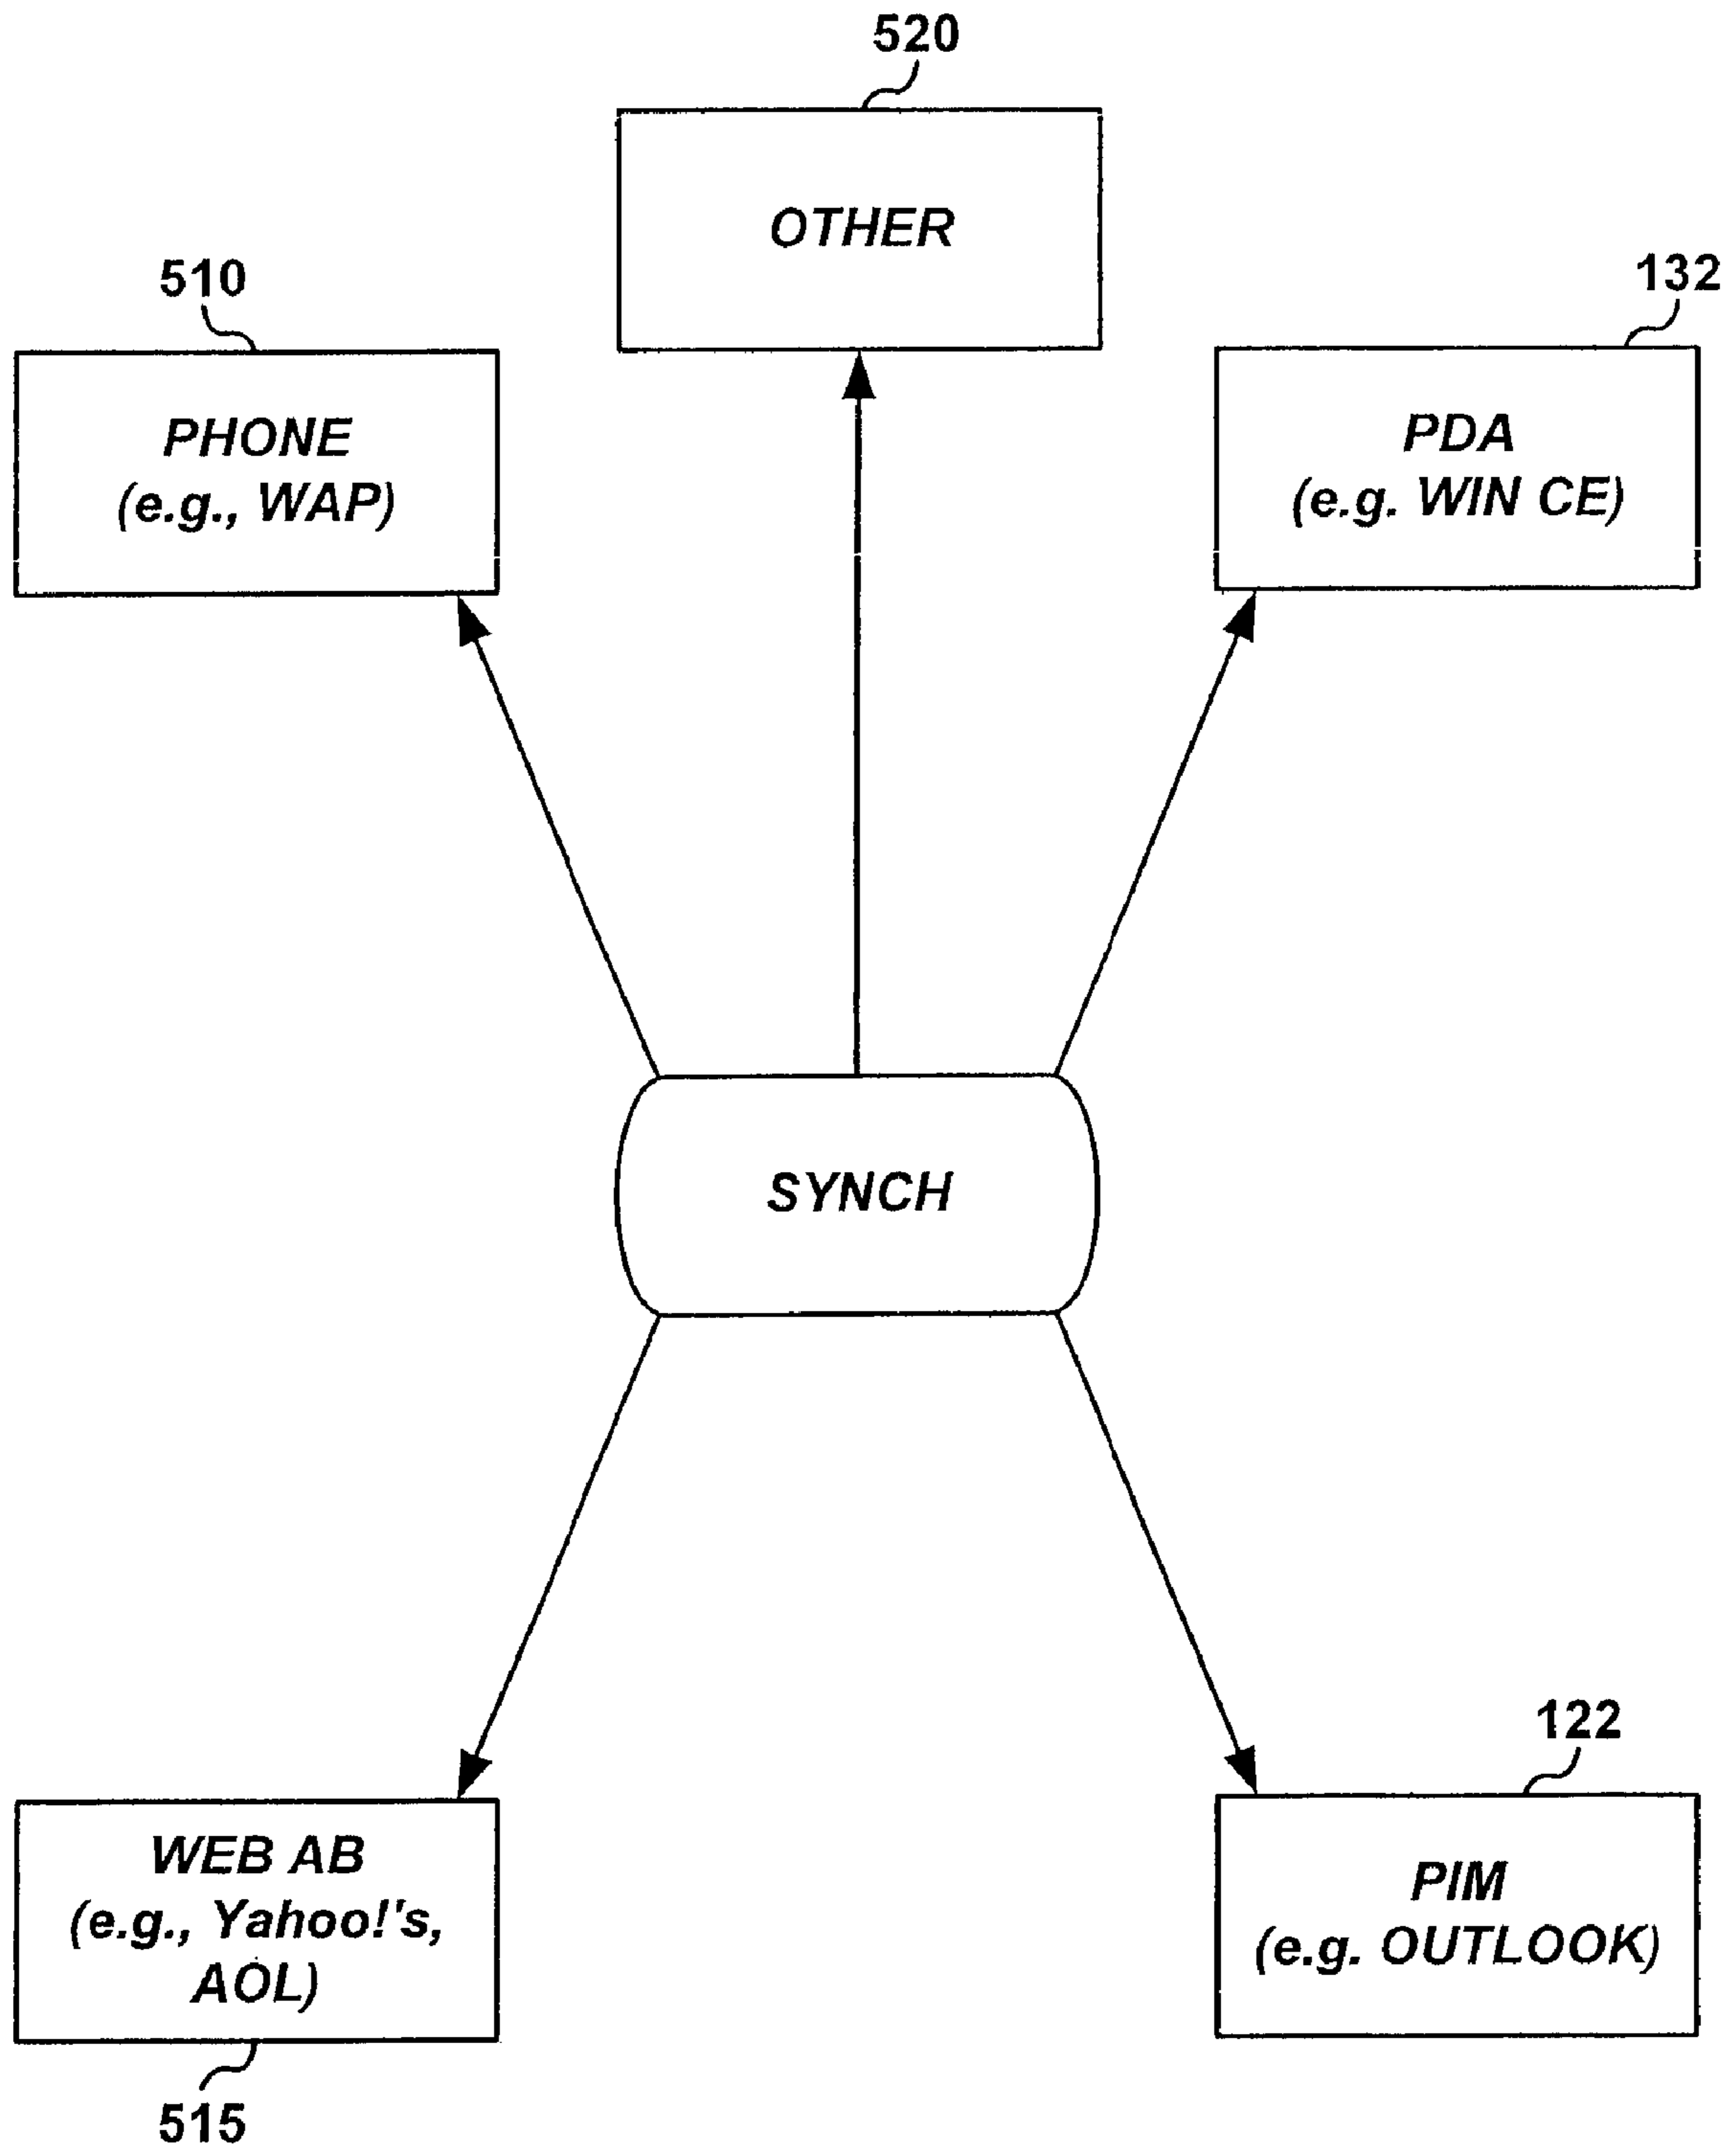 520
OTHER
510
PHONE
(e.g., WAP)
132
PDA
(e.g. WIN CE)
SYNCH
WEB AB
(e.g., Yahoo!'s,
AOL)
515
122
PIM
(e.g. OUTLOOK)